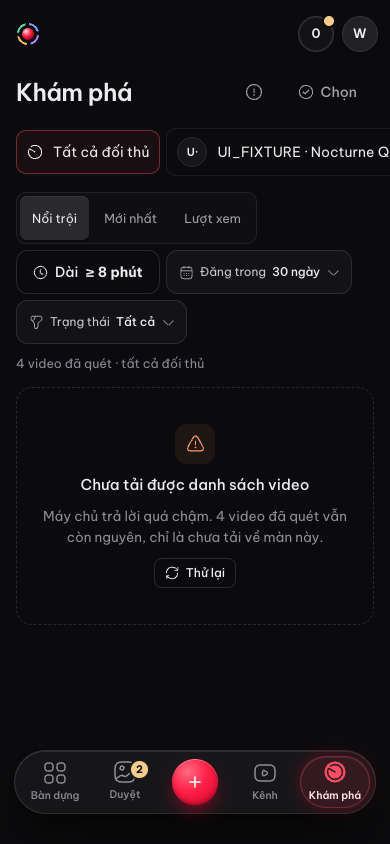 0 W
Khám phá
Chọn
Tất cả đối thủ
U· UI_FIXTURE · Nocturne Q
Nổi trội Mới nhất Lượt xem
Dài ≥ 8 phút
Đăng trong 30 ngày
Trạng thái Tất cả
4 video đã quét · tất cả đối thủ
Chưa tải được danh sách video
Máy chủ trả lời quá chậm. 4 video đã quét vẫn
còn nguyên, chỉ là chưa tải về màn này.
Thử lại
2
Bàn dựng Duyệt Kênh Khám phá